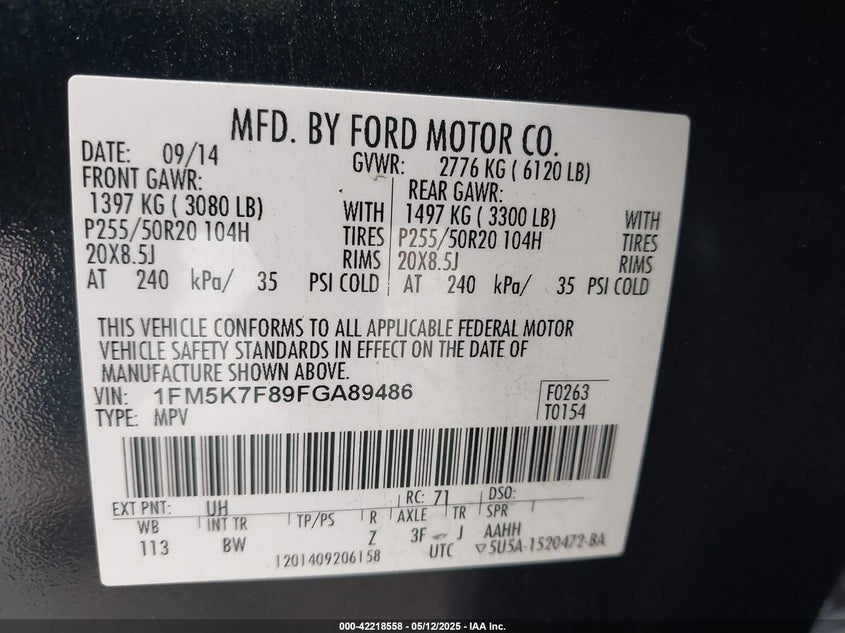 MFD. BY FORD MOTOR CO.
DATE: 09/14 GVWR: 2776 KG ( 6120 LB)
FRONT GAWR: REAR GAWR:
1397 KG ( 3080 LB) WITH 1497 KG ( 3300 LB) WITH
P255/50R20 104H TIRES P255/50R20 104H TIRES
20X8.5J RIMS 20X8.5J RIMS
AT 240 kPa/ 35 PSI COLD AT 240 kPa/ 35 PSI COLD
THIS VEHICLE CONFORMS TO ALL APPLICABLE FEDERAL MOTOR
VEHICLE SAFETY STANDARDS IN EFFECT ON THE DATE OF
MANUFACTURE SHOWN ABOVE.
VIN: 1FM5K7F89FGA89486 F0263
TYPE: MPV T0154
EXT PNT: UH RC: 71 DSO:
WB INT TR TP/PS R AXLE TR SPR
113 BW Z 3F J AAHH
1201409206158 UTC ▽5U5A-1520472-BA
000-42218558 - 05/12/2025 - IAA Inc.